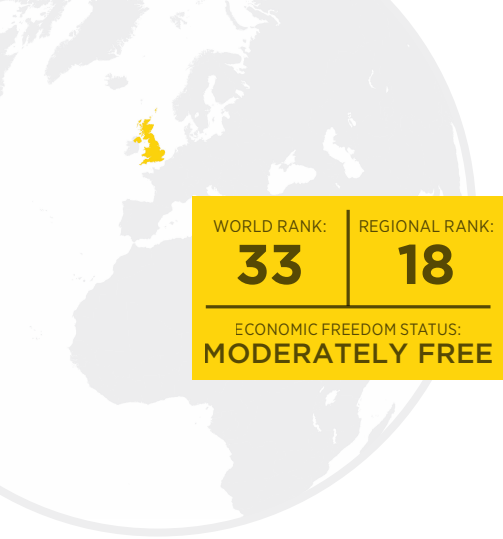 WORLD RANK:
33
REGIONAL RANK:
18
ECONOMIC FREEDOM STATUS:
MODERATELY FREE